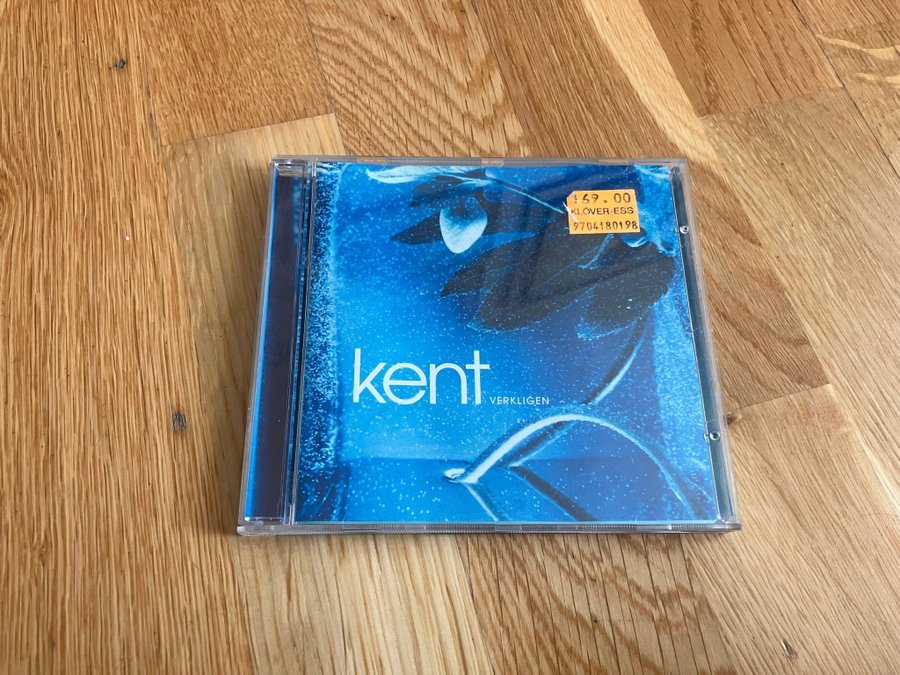 169.00
KLÖVER-ESS
9704180198
kent
VERKLIGEN